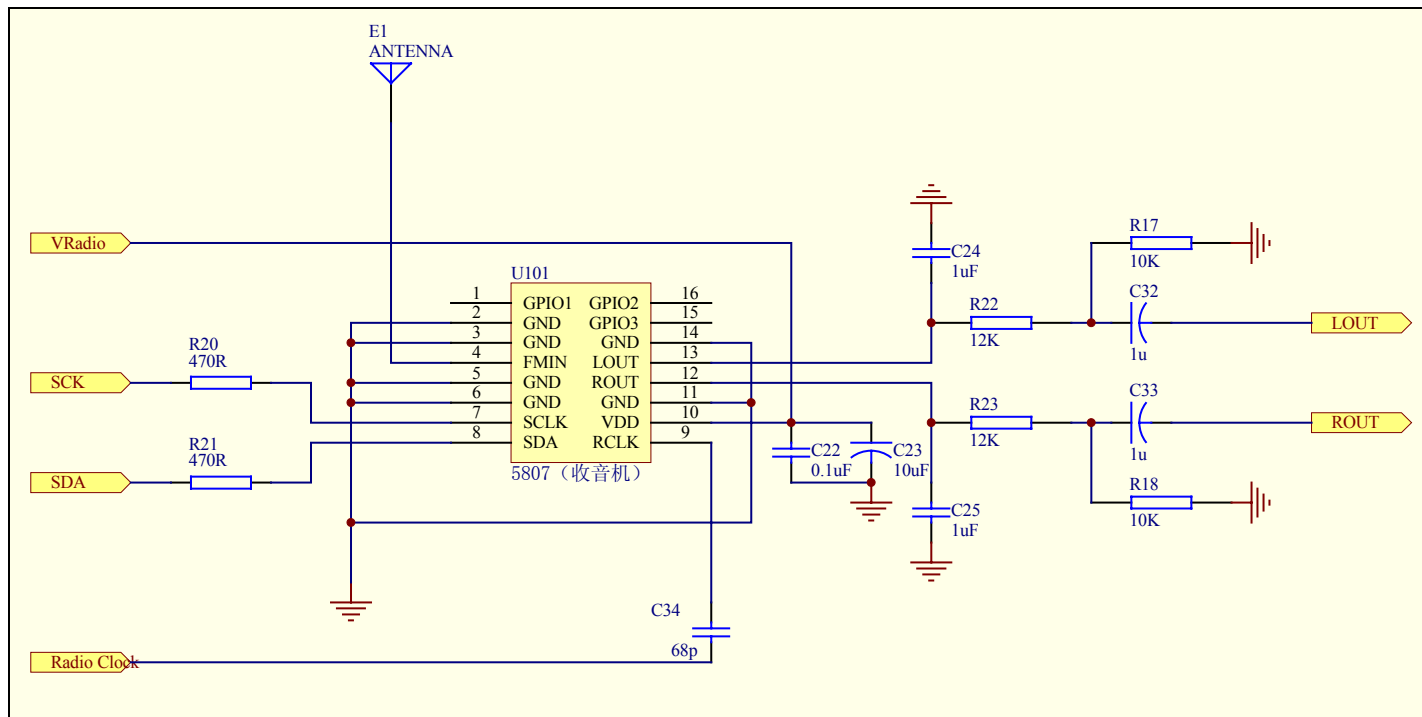 E1
ANTENNA
VRadio
C24
1uF
R17
10K
U101
1 GPIO1 GPIO2 16
2 GND GPIO3 15
3 GND GND 14
4 FMIN LOUT 13
5 GND ROUT 12
6 GND GND 11
7 SCLK VDD 10
8 SDA RCLK 9
5807（收音机）
R22
12K
C32
1u
LOUT
R20
470R
SCK
R23
12K
C33
1u
ROUT
R21
470R
SDA
C22
0.1uF
C23
10uF
R18
10K
C25
1uF
C34
68p
Radio Clock